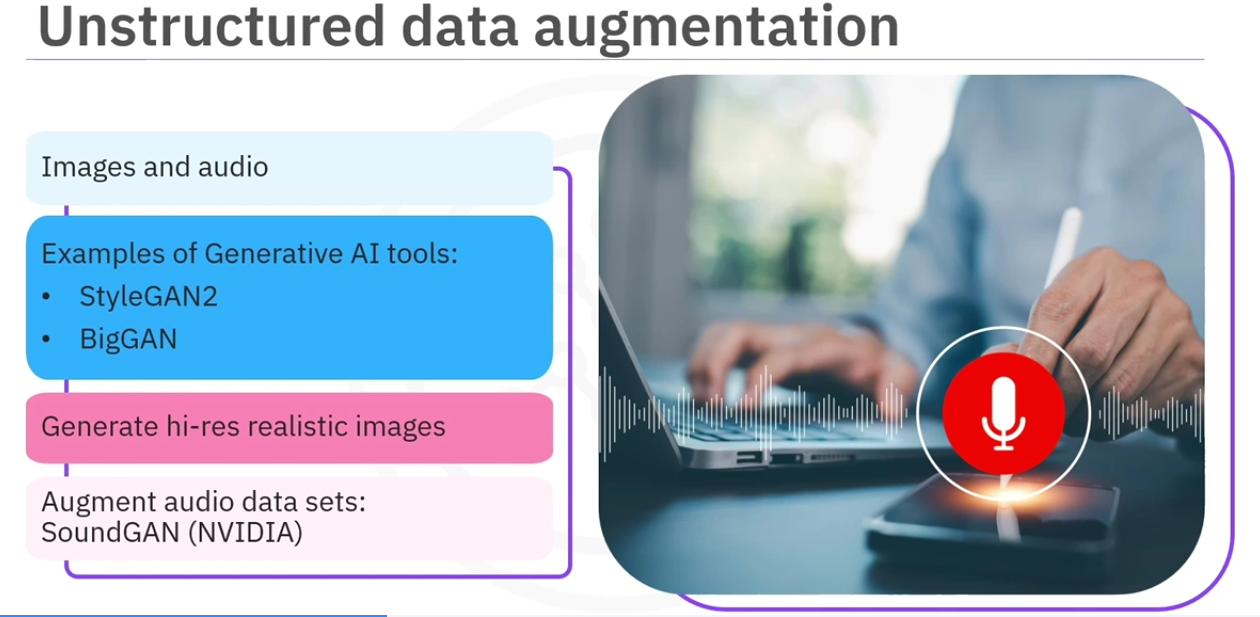 Unstructured data augmentation
Images and audio
Examples of Generative AI tools:
• StyleGAN2
• BigGAN
Generate hi-res realistic images
Augment audio data sets:
SoundGAN (NVIDIA)